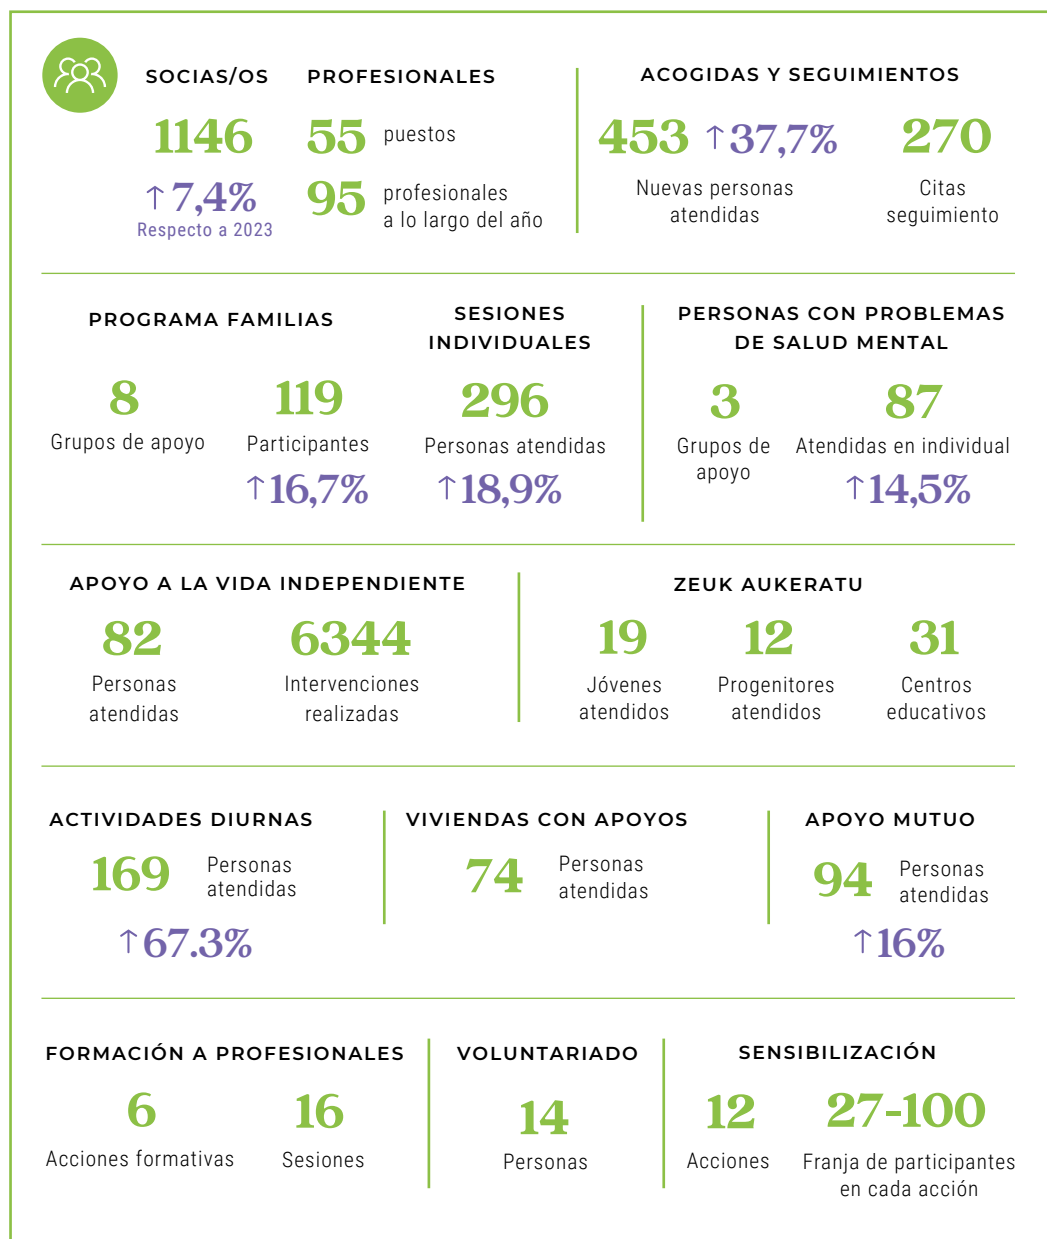 SOCIAS/OS
1146
↑ 7,4%
Respecto a 2023
PROFESIONALES
55 puestos
95 profesionales
a lo largo del año
ACOGIDAS Y SEGUIMIENTOS
453 ↑ 37,7%
Nuevas personas
atendidas
270
Citas
seguimiento
PROGRAMA FAMILIAS
8
Grupos de apoyo
119
Participantes
↑ 16,7%
SESIONES
INDIVIDUALES
296
Personas atendidas
↑ 18,9%
PERSONAS CON PROBLEMAS
DE SALUD MENTAL
3
Grupos de
apoyo
87
Atendidas en individual
↑ 14,5%
APOYO A LA VIDA INDEPENDIENTE
82
Personas
atendidas
6344
Intervenciones
realizadas
ZEUK AUKERATU
19
Jóvenes
atendidos
12
Progenitores
atendidos
31
Centros
educativos
ACTIVIDADES DIURNAS
169 Personas
atendidas
↑ 67.3%
VIVIENDAS CON APOYOS
74 Personas
atendidas
APOYO MUTUO
94 Personas
atendidas
↑ 16%
FORMACIÓN A PROFESIONALES
6
Acciones formativas
16
Sesiones
VOLUNTARIADO
14
Personas
SENSIBILIZACIÓN
12
Acciones
27-100
Franja de participantes
en cada acción